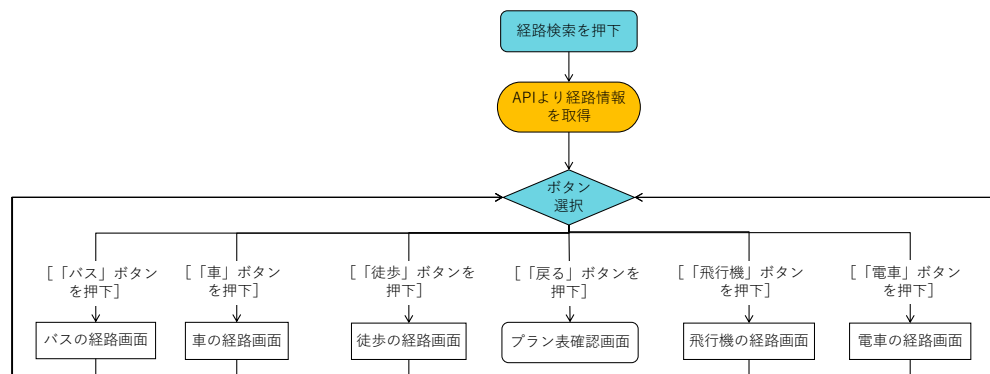 経路検索を押下
APIより経路情報
を取得
ボタン
選択
[「バス」ボタン
を押下]
[「車」ボタン
を押下]
[「徒歩」ボタンを
押下]
[「戻る」ボタンを
押下]
[「飛行機」ボタン
を押下]
[「電車」ボタン
を押下]
バスの経路画面
車の経路画面
徒歩の経路画面
プラン表確認画面
飛行機の経路画面
電車の経路画面